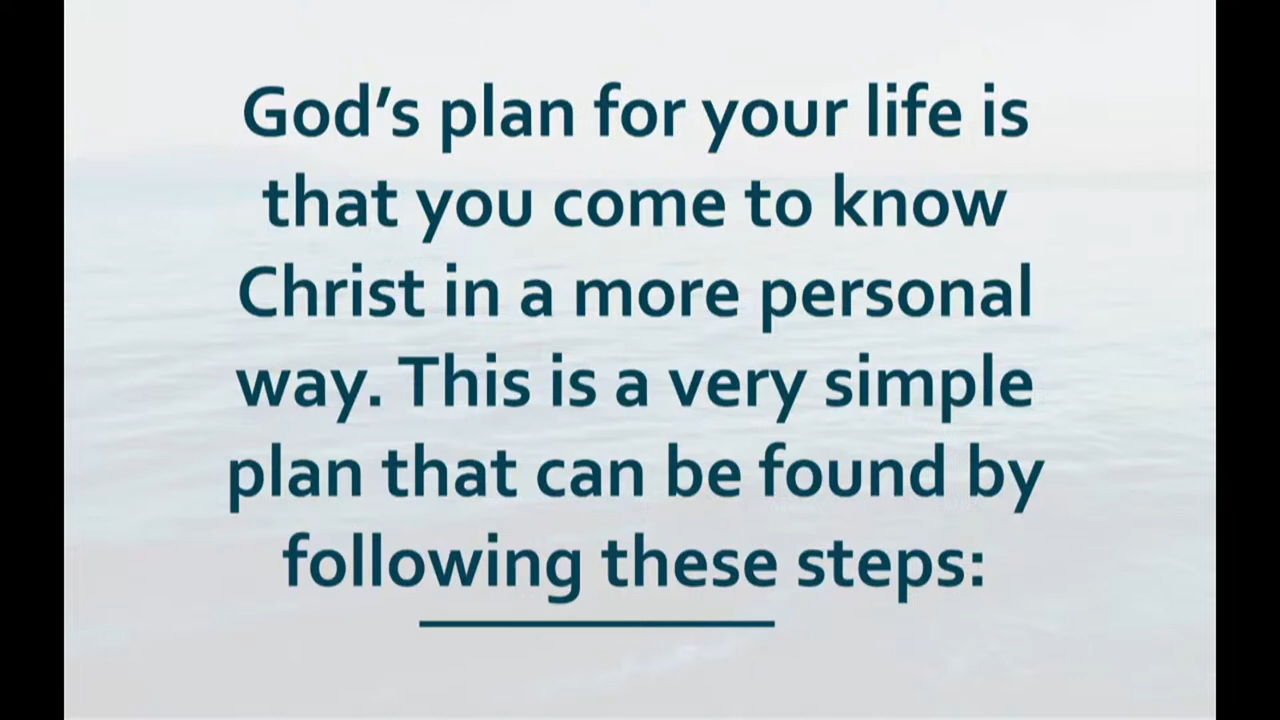 God’s plan for your life is
that you come to know
Christ in a more personal
way. This is a very simple
plan that can be found by
following these steps: